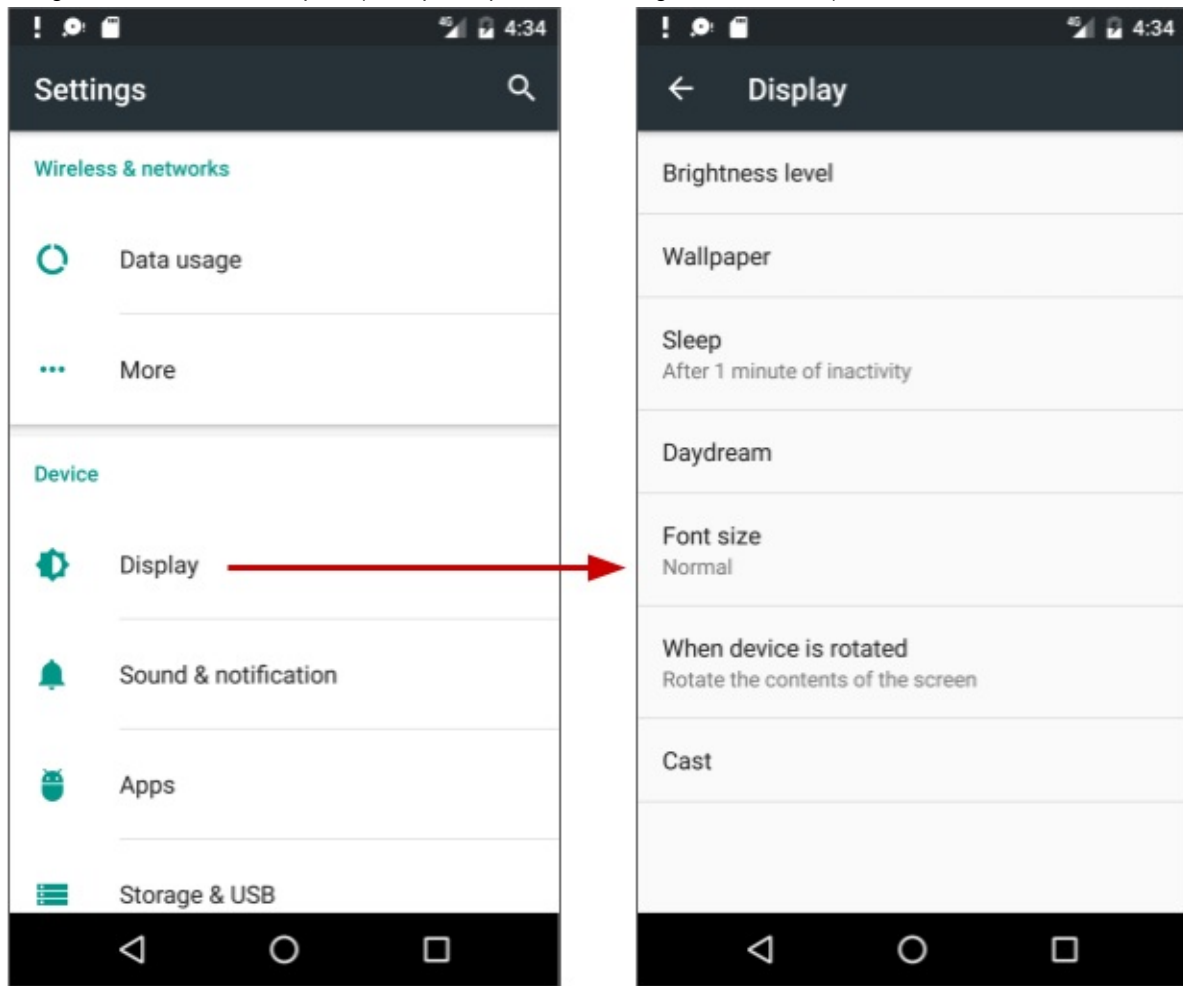 4G 4:34
Settings
Wireless & networks
Data usage
More
Device
Display
Sound & notification
Apps
Storage & USB
4G 4:34
Display
Brightness level
Wallpaper
Sleep
After 1 minute of inactivity
Daydream
Font size
Normal
When device is rotated
Rotate the contents of the screen
Cast